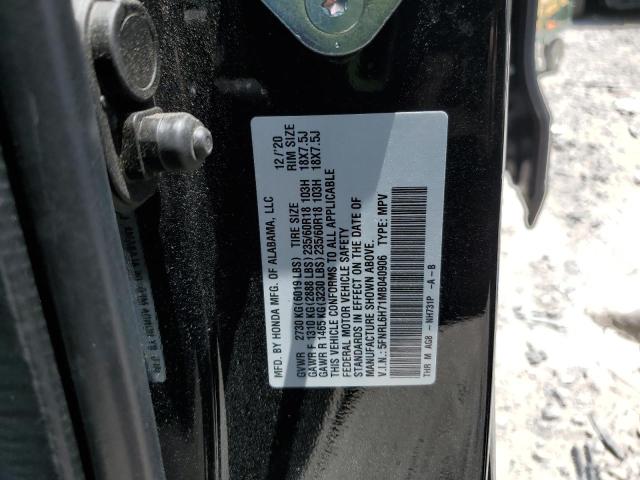 MFD. BY HONDA MFG. OF ALABAMA, LLC 12/'20
TIRE SIZE RIM SIZE
GVWR 2730 KG(6019 LBS)
GAWR F 1310 KG(2888 LBS) 235/60R18 103H 18X7.5J
GAWR R 1465 KG(3230 LBS) 235/60R18 103H 18X7.5J
THIS VEHICLE CONFORMS TO ALL APPLICABLE
FEDERAL MOTOR VEHICLE SAFETY
STANDARDS IN EFFECT ON THE DATE OF
MANUFACTURE SHOWN ABOVE.
V.I.N.: 5FNRL6H71MB040906 TYPE: MPV
THR M AG8 - NH731P -A-B